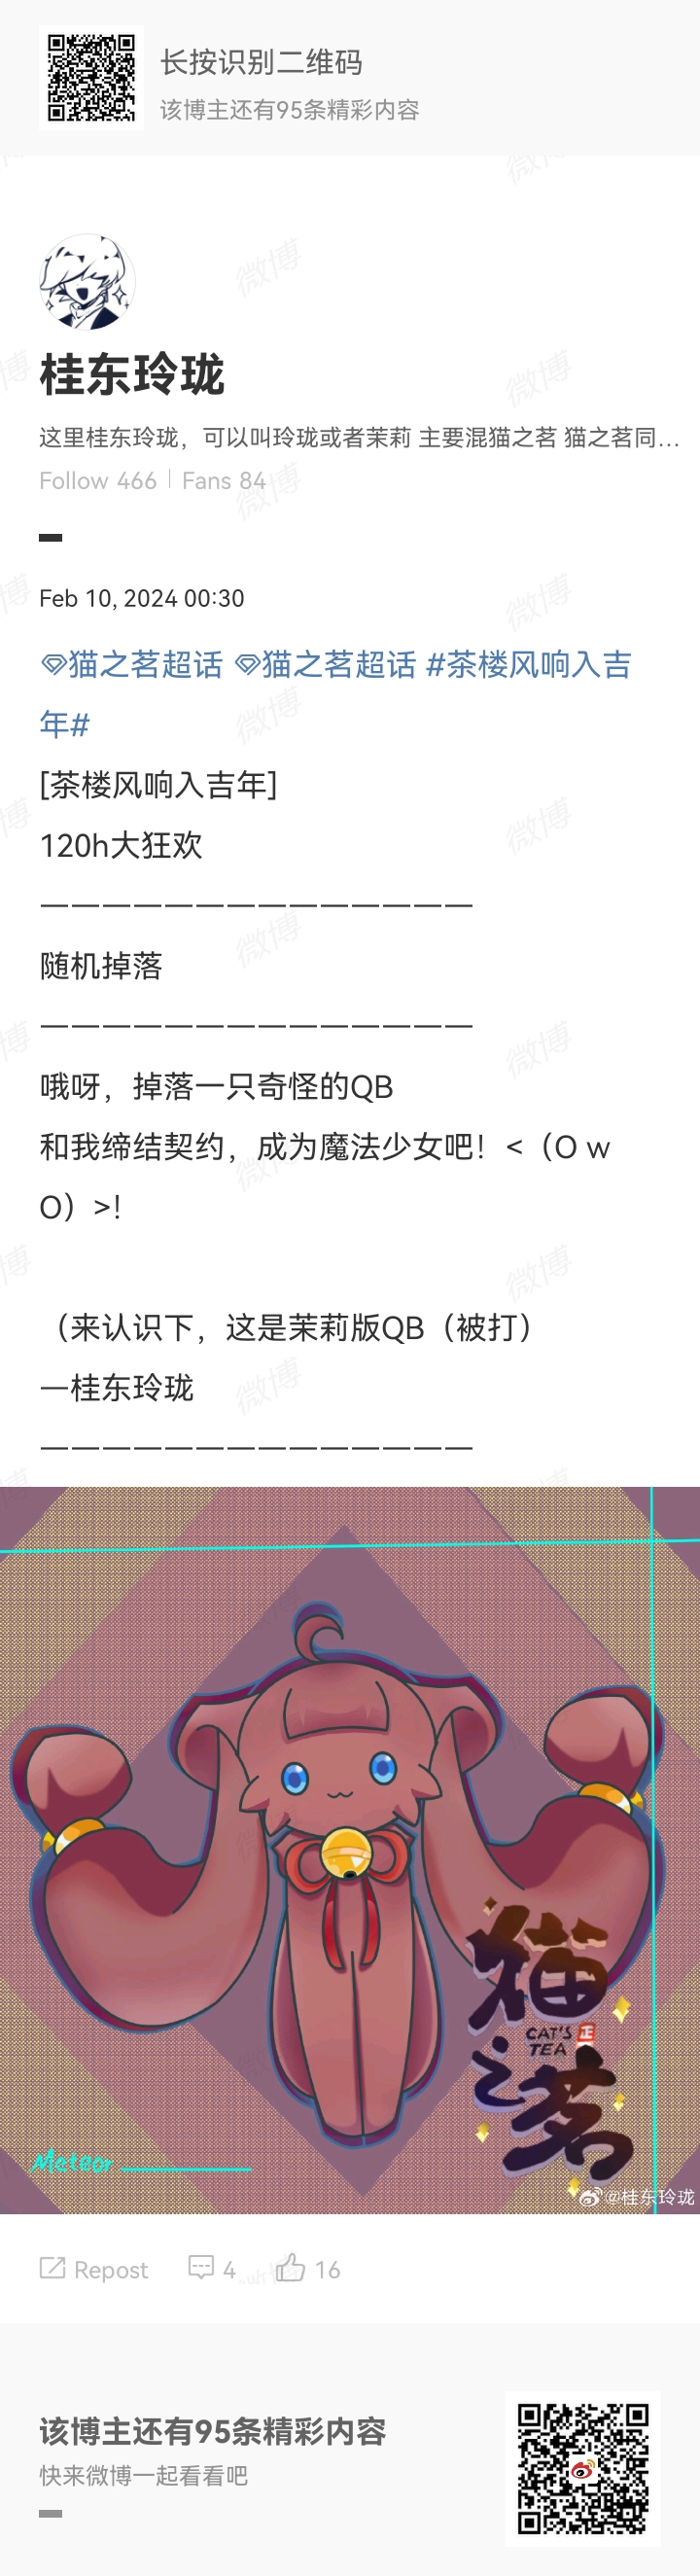 长按识别二维码
该博主还有95条精彩内容
桂东玲珑
这里桂东玲珑，可以叫玲珑或者茉莉 主要混猫之茗 猫之茗同...
Follow 466 | Fans 84
Feb 10, 2024 00:30
猫之茗超话 猫之茗超话 #茶楼风响入吉
年#
[茶楼风响入吉年]
120h大狂欢
——————————————
随机掉落
——————————————
哦呀，掉落一只奇怪的QB
和我缔结契约，成为魔法少女吧！<（O w
O）>！
（来认识下，这是茉莉版QB（被打）
—桂东玲珑
——————————————
猫之茗
CAT'S
TEA
正
Meteor
@桂东玲珑
Repost 4 16
该博主还有95条精彩内容
快来微博一起看看吧
微博